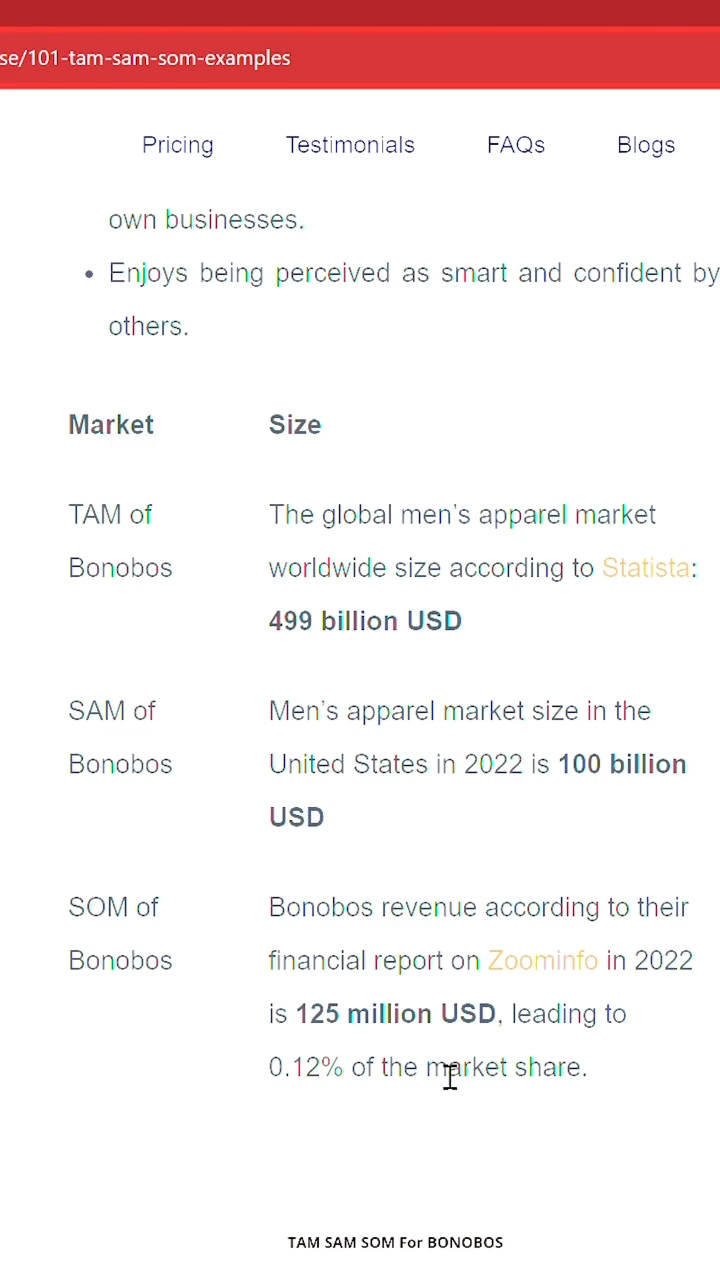 se/101-tam-sam-som-examples
Pricing Testimonials FAQs Blogs
own businesses.
• Enjoys being perceived as smart and confident by
others.
Market Size
TAM of The global men's apparel market
Bonobos worldwide size according to Statista:
499 billion USD
SAM of Men's apparel market size in the
Bonobos United States in 2022 is 100 billion
USD
SOM of Bonobos revenue according to their
Bonobos financial report on Zoominfo in 2022
is 125 million USD, leading to
0.12% of the market share.
TAM SAM SOM For BONOBOS